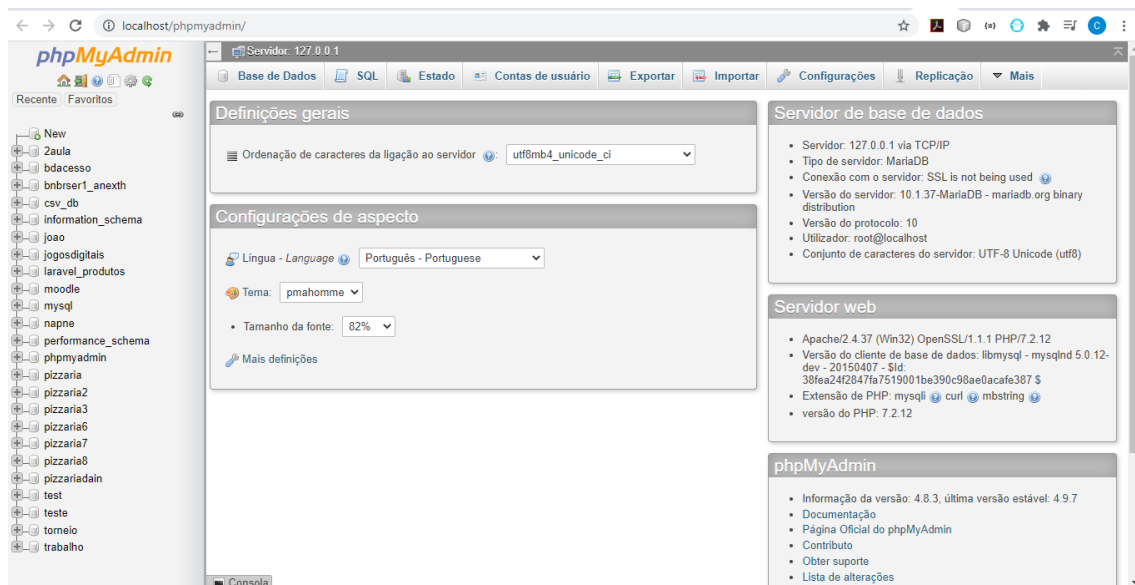 localhost/phpmyadmin/
C
phpMyAdmin
Recente Favoritos
New
2aula
bdacesso
bnbrser1_anexth
csv_db
information_schema
joao
jogosdigitais
laravel_produtos
moodle
mysql
napne
performance_schema
phpmyadmin
pizzaria
pizzaria2
pizzaria3
pizzaria6
pizzaria7
pizzaria8
pizzariadain
test
teste
torneio
trabalho
Servidor: 127.0.0.1
Base de Dados SQL Estado Contas de usuário Exportar Importar Configurações Replicação Mais
Definições gerais
Ordenação de caracteres da ligação ao servidor : utf8mb4_unicode_ci
Configurações de aspecto
Língua - Language Português - Portuguese
Tema: pmahomme
• Tamanho da fonte: 82%
Mais definições
Consola
Servidor de base de dados
• Servidor: 127.0.0.1 via TCP/IP
• Tipo de servidor: MariaDB
• Conexão com o servidor: SSL is not being used
• Versão do servidor: 10.1.37-MariaDB - mariadb.org binary
distribution
• Versão do protocolo: 10
• Utilizador: root@localhost
• Conjunto de caracteres do servidor: UTF-8 Unicode (utf8)
Servidor web
• Apache/2.4.37 (Win32) OpenSSL/1.1.1 PHP/7.2.12
• Versão do cliente de base de dados: libmysql - mysqlnd 5.0.12-
dev - 20150407 - $Id:
38fea24f2847fa7519001be390c98ae0acafe387 $
• Extensão de PHP: mysqli curl mbstring
• versão do PHP: 7.2.12
phpMyAdmin
• Informação da versão: 4.8.3, última versão estável: 4.9.7
• Documentação
• Página Oficial do phpMyAdmin
• Contributo
• Obter suporte
• Lista de alterações